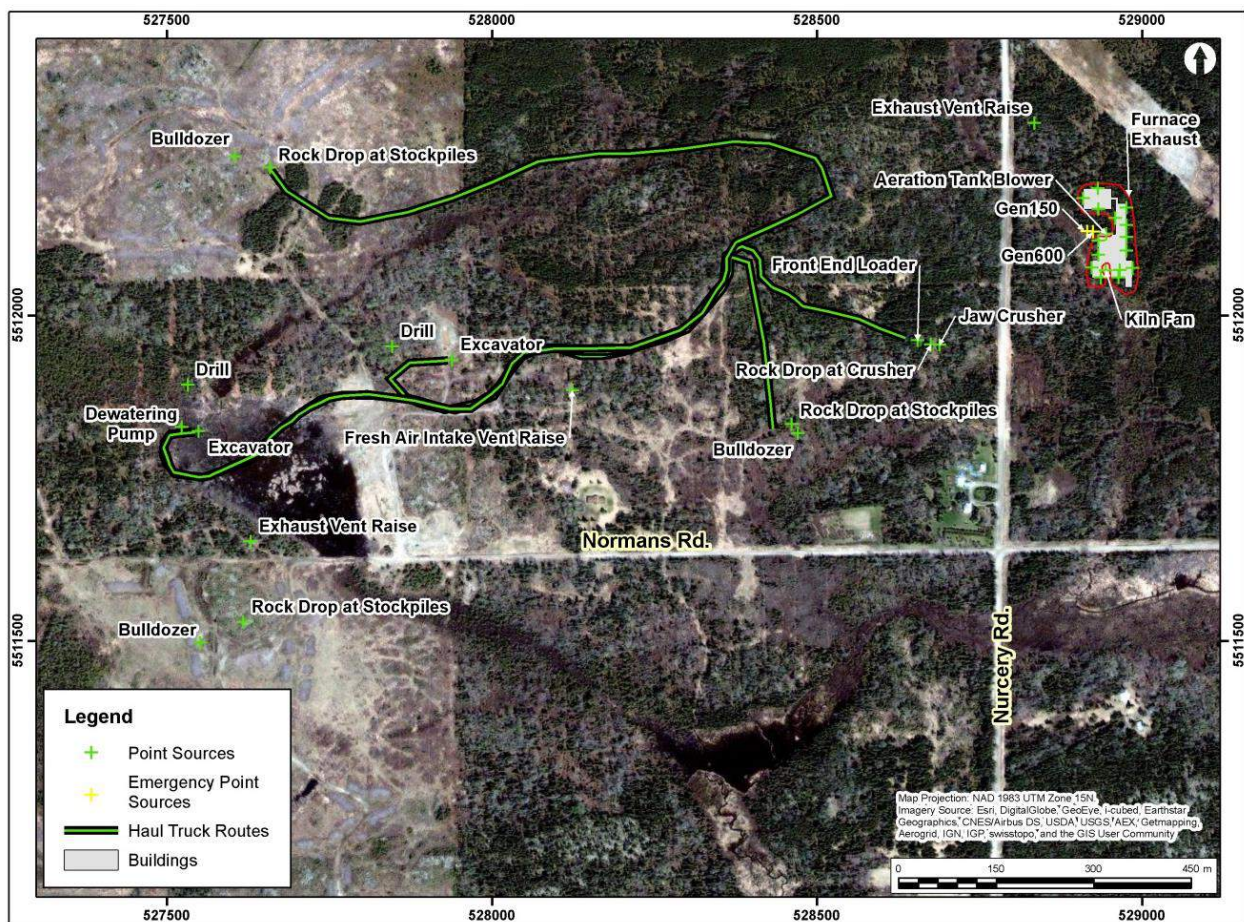 527500
528000
528500
529000
Exhaust Vent Raise
Furnace
Exhaust
Bulldozer
Rock Drop at Stockpiles
Aeration Tank Blower
Gen150
Gen600
Front End Loader
Kiln Fan
5512000
5512000
Jaw Crusher
Drill
Excavator
Rock Drop at Crusher
Drill
Dewatering
Pump
Excavator
Fresh Air Intake Vent Raise
Rock Drop at Stockpiles
Bulldozer
Exhaust Vent Raise
Normans Rd.
Rock Drop at Stockpiles
Bulldozer
5511500
5511500
Nurcery Rd.
Legend
Point Sources
Emergency Point
Sources
Haul Truck Routes
Buildings
Map Projection: NAD 1983 UTM Zone 15N.
Imagery Source: Esri, DigitalGlobe, GeoEye, i-cubed, Earthstar
Geographics, CNES/Airbus DS, USDA, USGS, AEX, Getmapping,
Aerogrid, IGN, IGP, swisstopo, and the GIS User Community
0 150 300 450 m
527500
528000
528500
529000